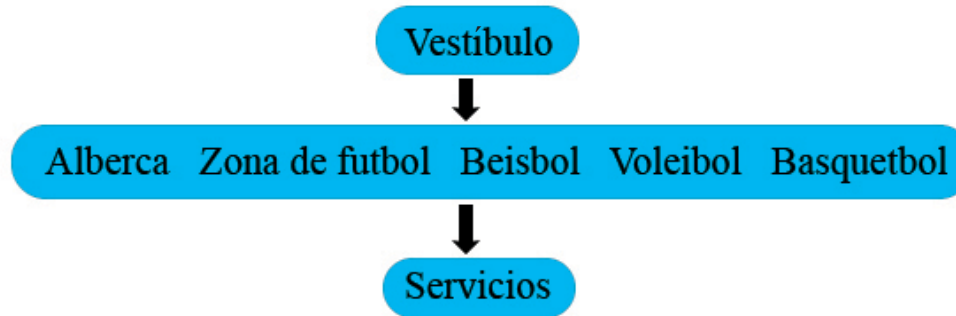 Vestíbulo
Alberca Zona de futbol Beisbol Voleibol Basquetbol
Servicios